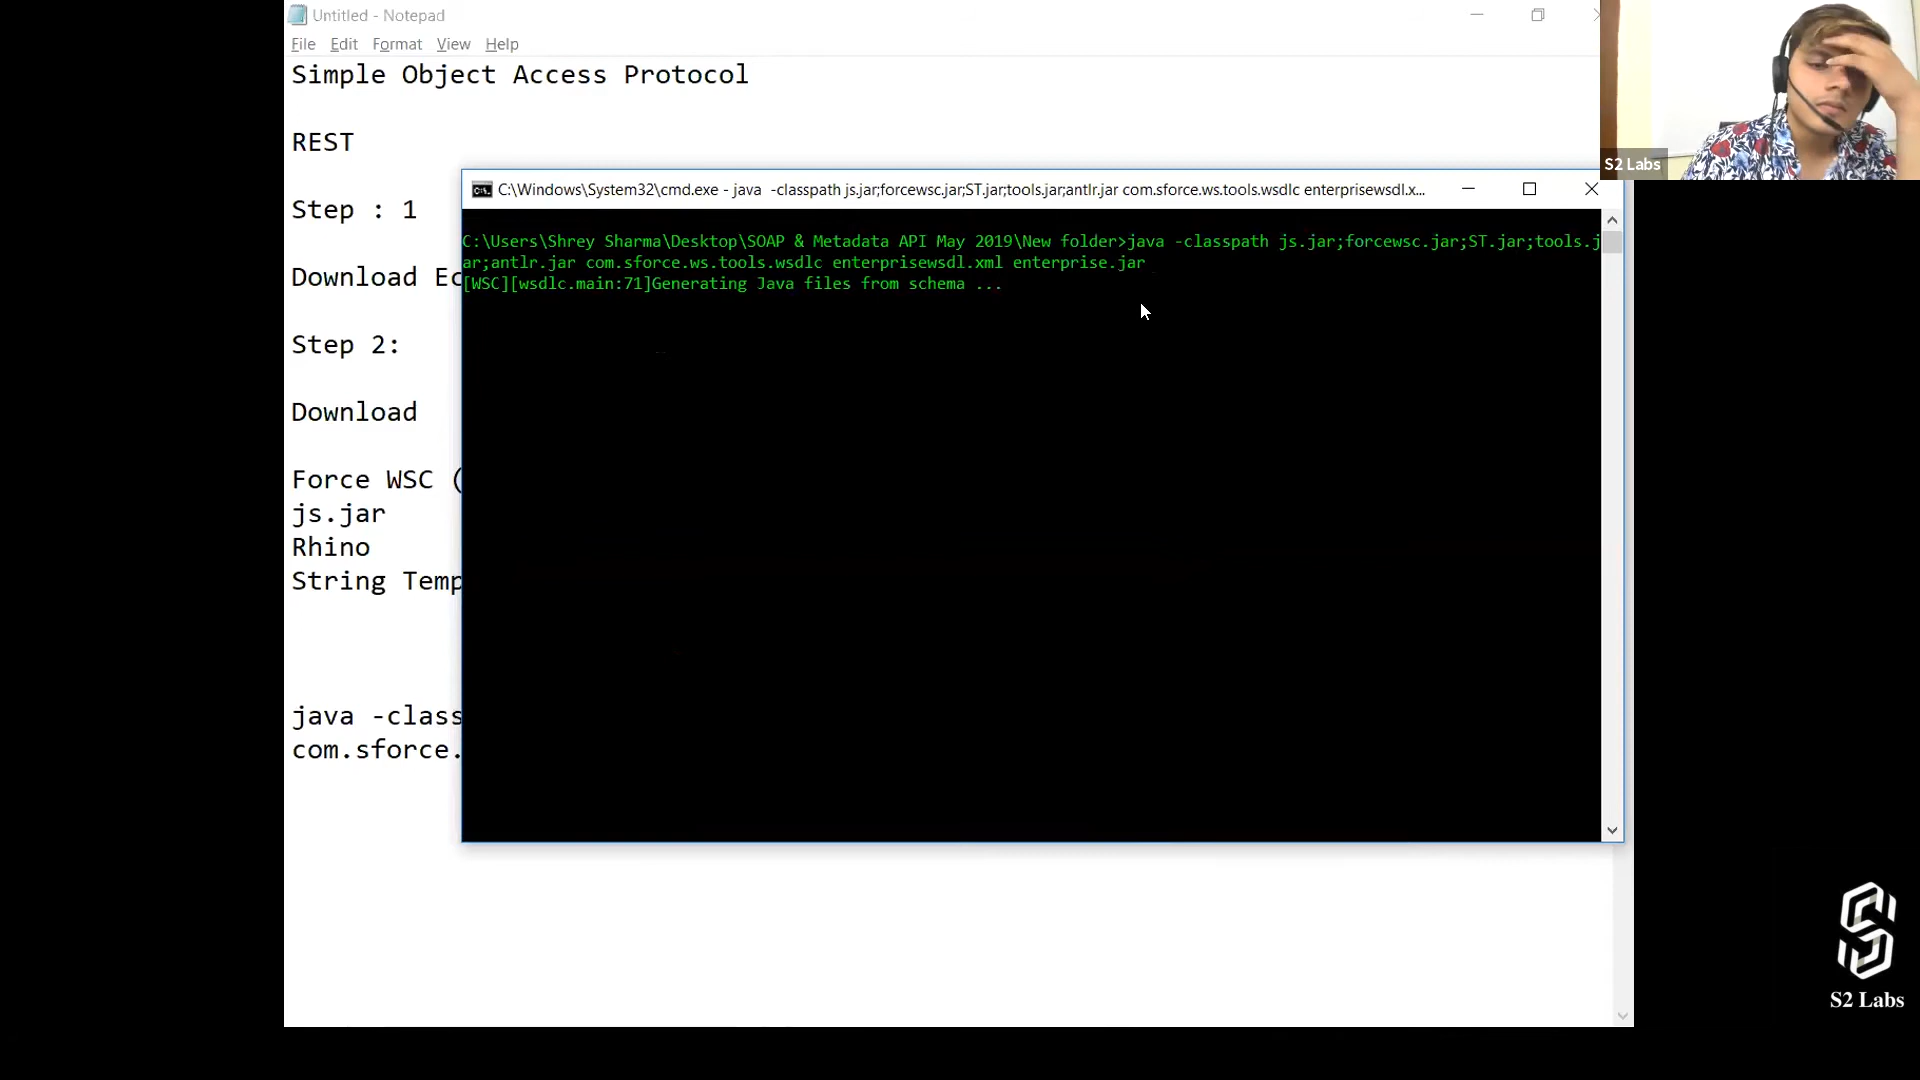 Untitled - Notepad
File Edit Format View Help
Simple Object Access Protocol
REST
Step : 1
Download Ec
Step 2:
Download
Force WSC (
js.jar
Rhino
String Temp
java -class
com.sforce.
C:\Windows\System32\cmd.exe - java -classpath js.jar;forcewsc.jar;ST.jar;tools.jar;antlr.jar com.sforce.ws.tools.wsdlc enterprisewsdl.x...
C:\Users\Shrey Sharma\Desktop\SOAP & Metadata API May 2019\New folder>java -classpath js.jar;forcewsc.jar;ST.jar;tools.j
ar;antlr.jar com.sforce.ws.tools.wsdlc enterprisewsdl.xml enterprise.jar
[WSC][wsdlc.main:71]Generating Java files from schema ...
S2 Labs
S2 Labs